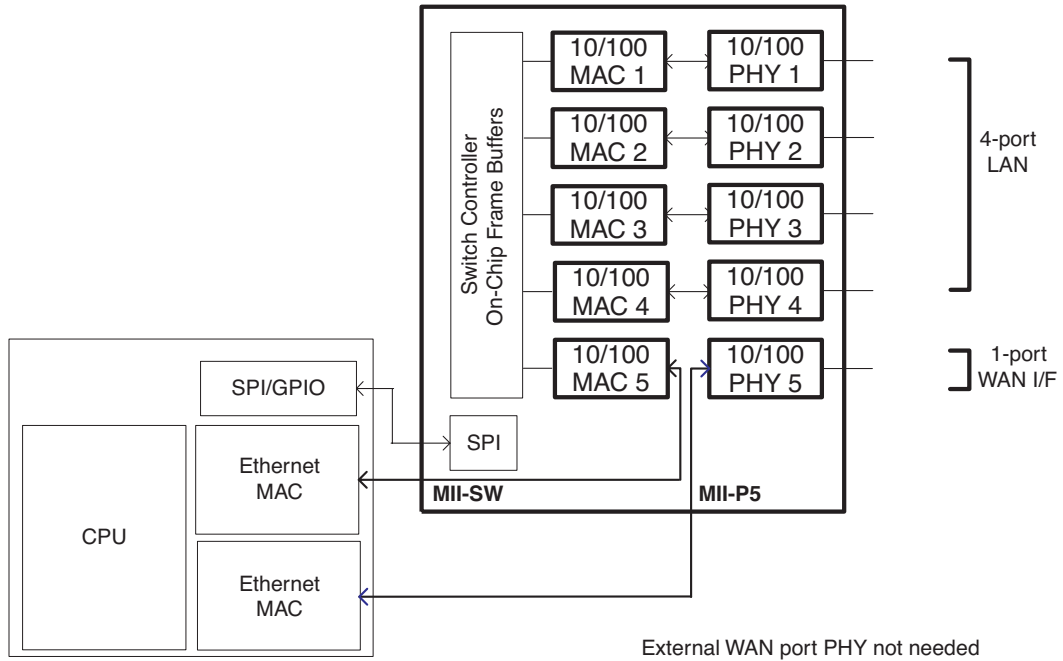 Switch Controller
On-Chip Frame Buffers
10/100
MAC 1
10/100
PHY 1
10/100
MAC 2
10/100
PHY 2
10/100
MAC 3
10/100
PHY 3
10/100
MAC 4
10/100
PHY 4
10/100
MAC 5
10/100
PHY 5
4-port
LAN
1-port
WAN I/F
SPI/GPIO
SPI
Ethernet
MAC
MII-SW
MII-P5
CPU
Ethernet
MAC
External WAN port PHY not needed